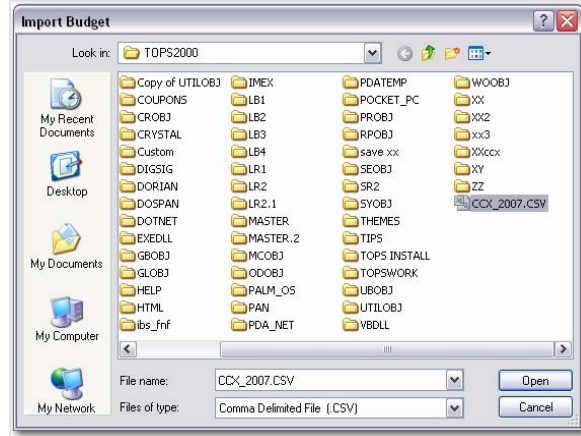 Import Budget
Look in: TOPS2000
My Recent Documents
Desktop
My Documents
My Computer
My Network
Copy of UTILOBJ
COUPONS
CROBJ
CRYSTAL
Custom
DIGSIG
DORIAN
DOSPAN
DOTNET
EXEDLL
GBOBJ
GLOBJ
HELP
HTML
ibs_fnf
IMEX
LB1
LB2
LB3
LB4
LR1
LR2
LR2.1
MASTER
MASTER.2
MCOBJ
ODOBJ
PALM_OS
PAN
PDA_NET
PDATEMP
POCKET_PC
PROBJ
RPOBJ
save xx
SEOBJ
SR2
SYOBJ
THEMES
TIPS
TOPS INSTALL
TOPSWORK
UBOBJ
UTILOBJ
VBDLL
WOOBJ
XX
XX2
xx3
XXccx
XY
ZZ
CCX_2007.CSV
File name: CCX_2007.CSV
Open
Files of type: Comma Delimited File (.CSV)
Cancel